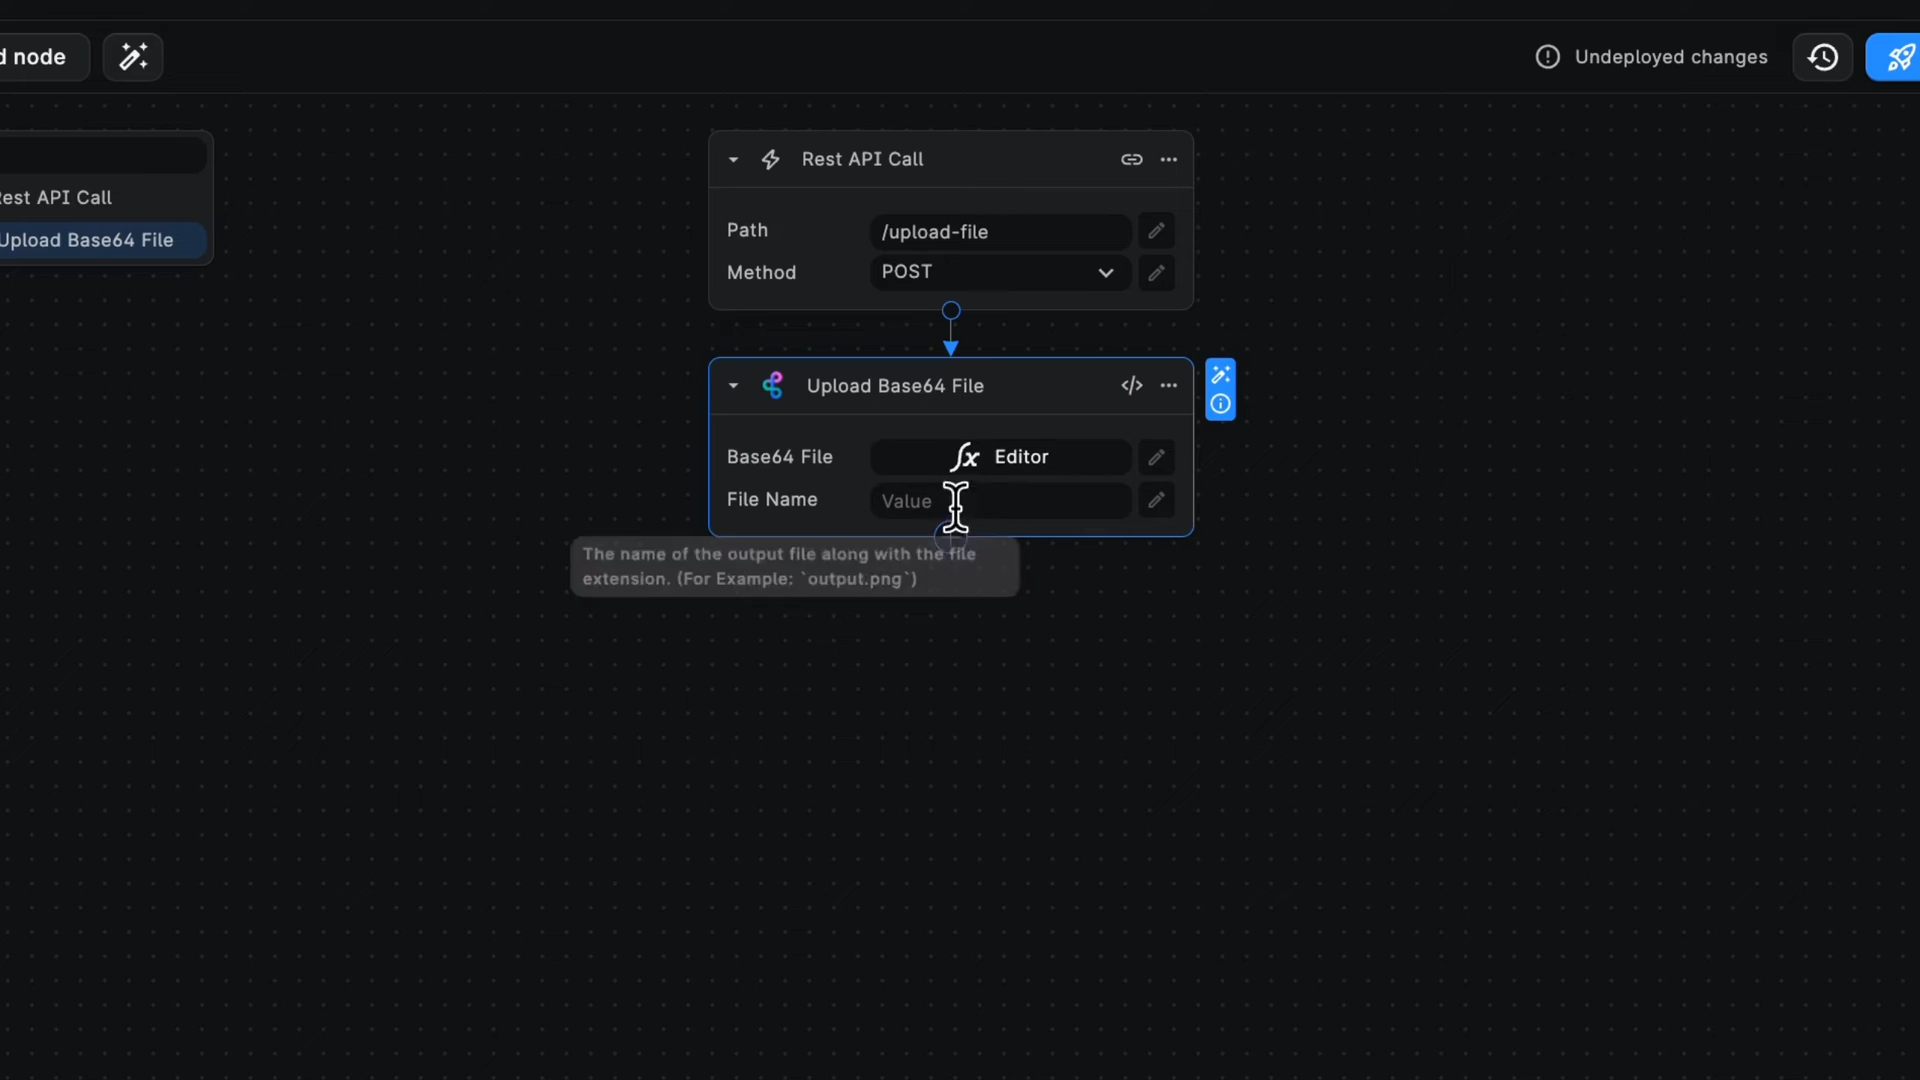 d node
Undeployed changes
Rest API Call
Upload Base64 File
Rest API Call
Path
/upload-file
Method
POST
Upload Base64 File
Base64 File
Editor
File Name
Value
The name of the output file along with the file
extension. (For Example: `output.png`)